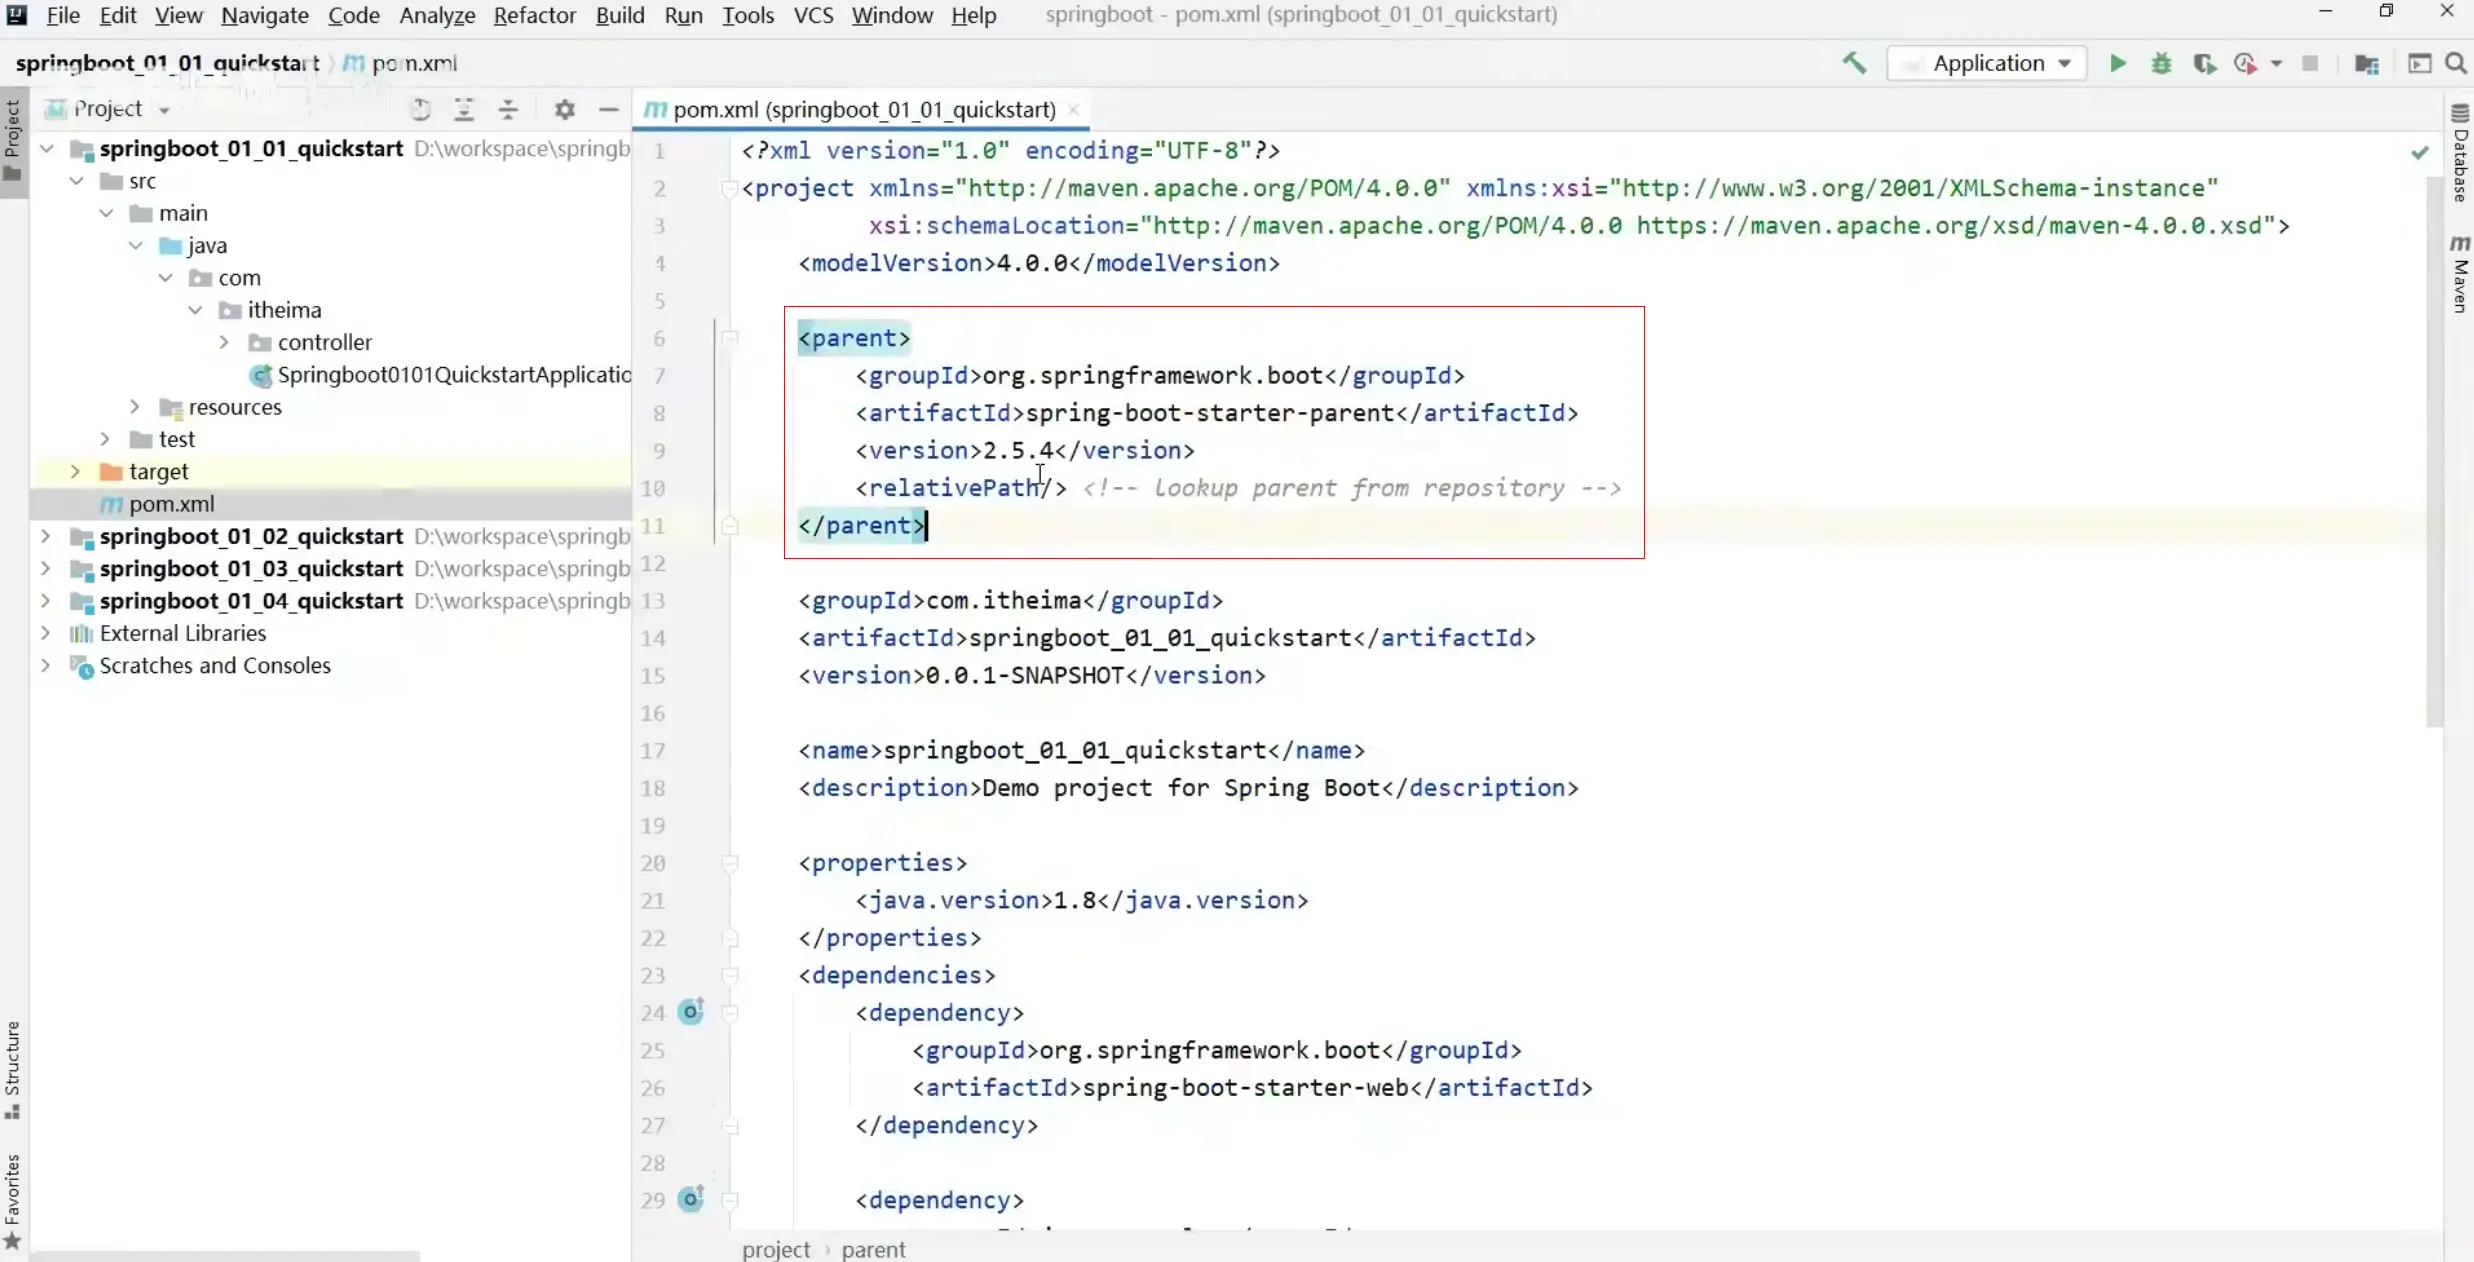 File Edit View Navigate Code Analyze Refactor Build Run Tools VCS Window Help springboot - pom.xml (springboot_01_01_quickstart)
springboot_01_01_quickstart pom.xml Application
Project
pom.xml (springboot_01_01_quickstart)
Project
springboot_01_01_quickstart D:\workspace\springb
src
main
java
com
itheima
controller
Springboot0101QuickstartApplicatio
resources
test
target
pom.xml
springboot_01_02_quickstart D:\workspace\springb
springboot_01_03_quickstart D:\workspace\springb
springboot_01_04_quickstart D:\workspace\springb
External Libraries
Scratches and Consoles
Structure
Favorites
1 <?xml version="1.0" encoding="UTF-8"?>
2 <project xmlns="http://maven.apache.org/POM/4.0.0" xmlns:xsi="http://www.w3.org/2001/XMLSchema-instance"
3 xsi:schemaLocation="http://maven.apache.org/POM/4.0.0 https://maven.apache.org/xsd/maven-4.0.0.xsd">
4 <modelVersion>4.0.0</modelVersion>
5
6 <parent>
7 <groupId>org.springframework.boot</groupId>
8 <artifactId>spring-boot-starter-parent</artifactId>
9 <version>2.5.4</version>
10 <relativePath/> <!-- lookup parent from repository -->
11 </parent>
12
13 <groupId>com.itheima</groupId>
14 <artifactId>springboot_01_01_quickstart</artifactId>
15 <version>0.0.1-SNAPSHOT</version>
16
17 <name>springboot_01_01_quickstart</name>
18 <description>Demo project for Spring Boot</description>
19
20 <properties>
21 <java.version>1.8</java.version>
22 </properties>
23 <dependencies>
24 <dependency>
25 <groupId>org.springframework.boot</groupId>
26 <artifactId>spring-boot-starter-web</artifactId>
27 </dependency>
28
29 <dependency>
project › parent
Database
Maven